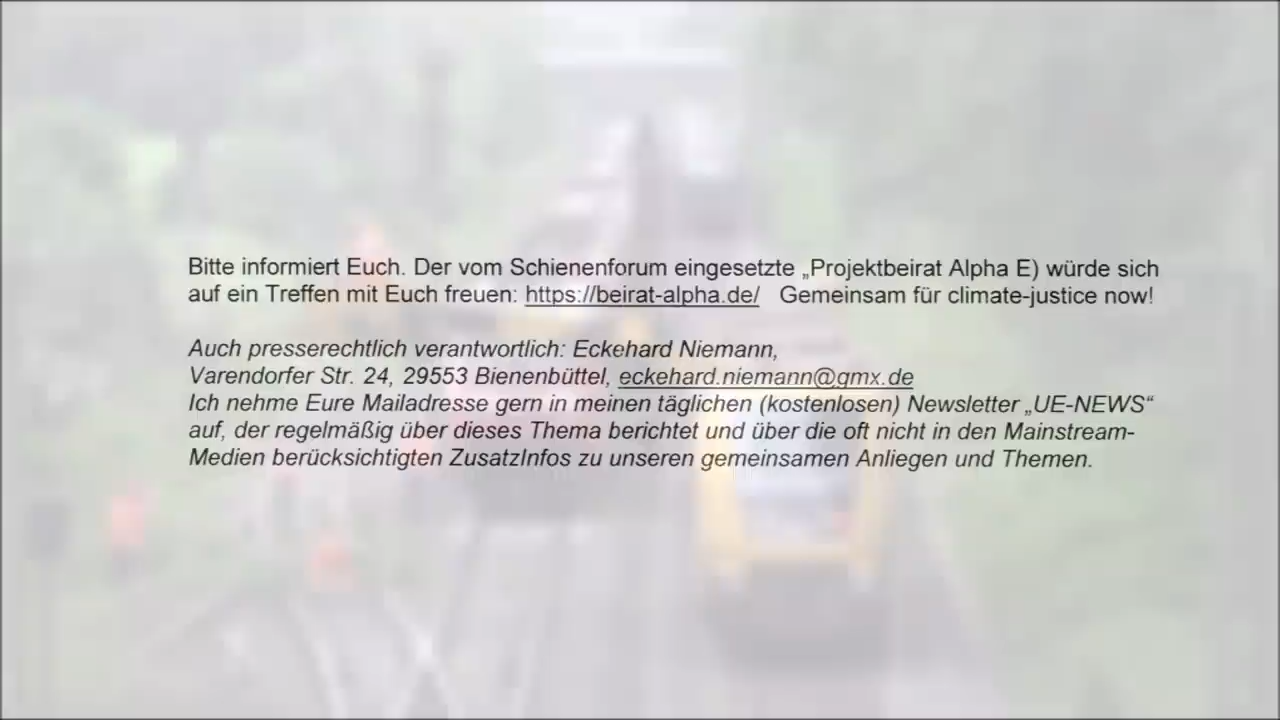 Bitte informiert Euch. Der vom Schienenforum eingesetzte „Projektbeirat Alpha E) würde sich
auf ein Treffen mit Euch freuen: https://beirat-alpha.de/ Gemeinsam für climate-justice now!
Auch presserechtlich verantwortlich: Eckehard Niemann,
Varendorfer Str. 24, 29553 Bienenbüttel, eckehard.niemann@gmx.de
Ich nehme Eure Mailadresse gern in meinen täglichen (kostenlosen) Newsletter „UE-NEWS“
auf, der regelmäßig über dieses Thema berichtet und über die oft nicht in den Mainstream-
Medien berücksichtigten ZusatzInfos zu unseren gemeinsamen Anliegen und Themen.